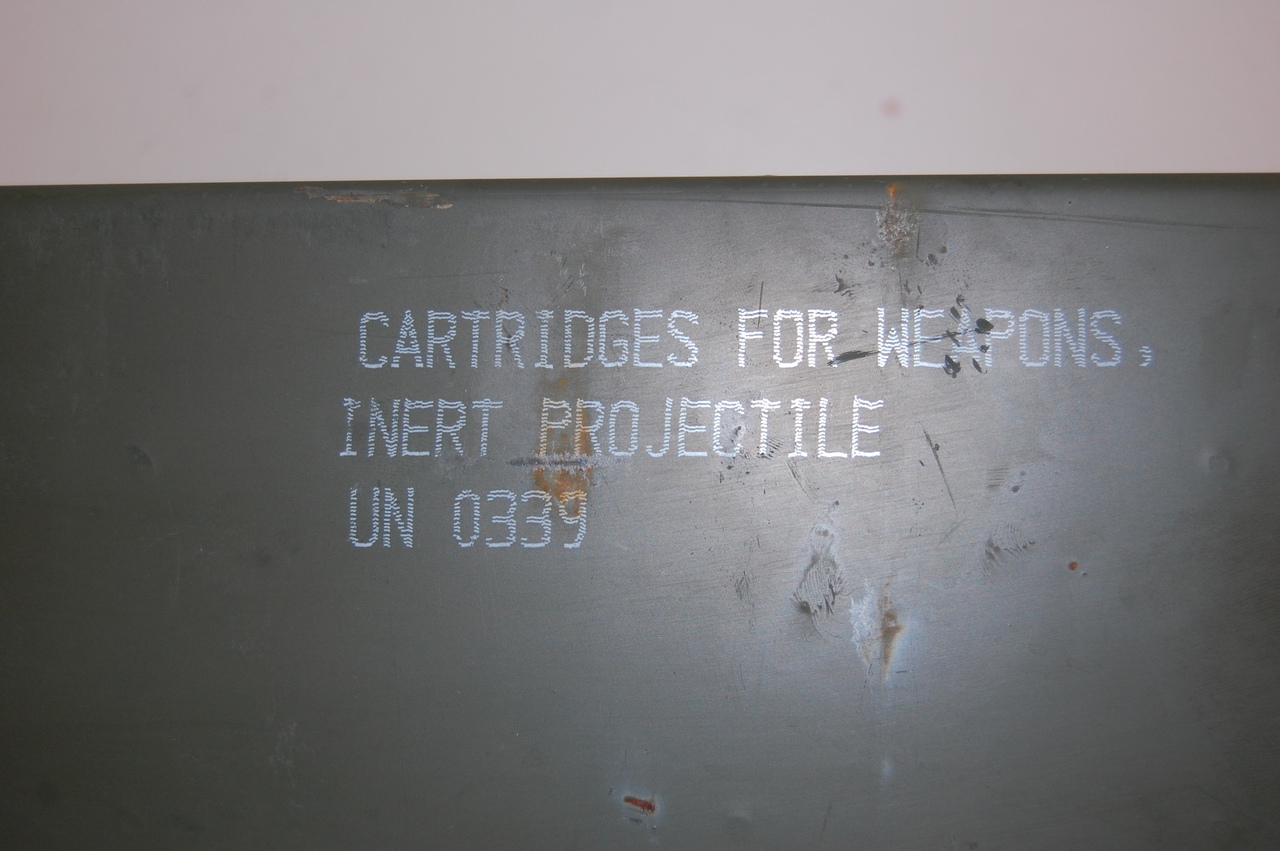 CARTRIDGES FOR WEAPONS,
INERT PROJECTILE
UN 0339